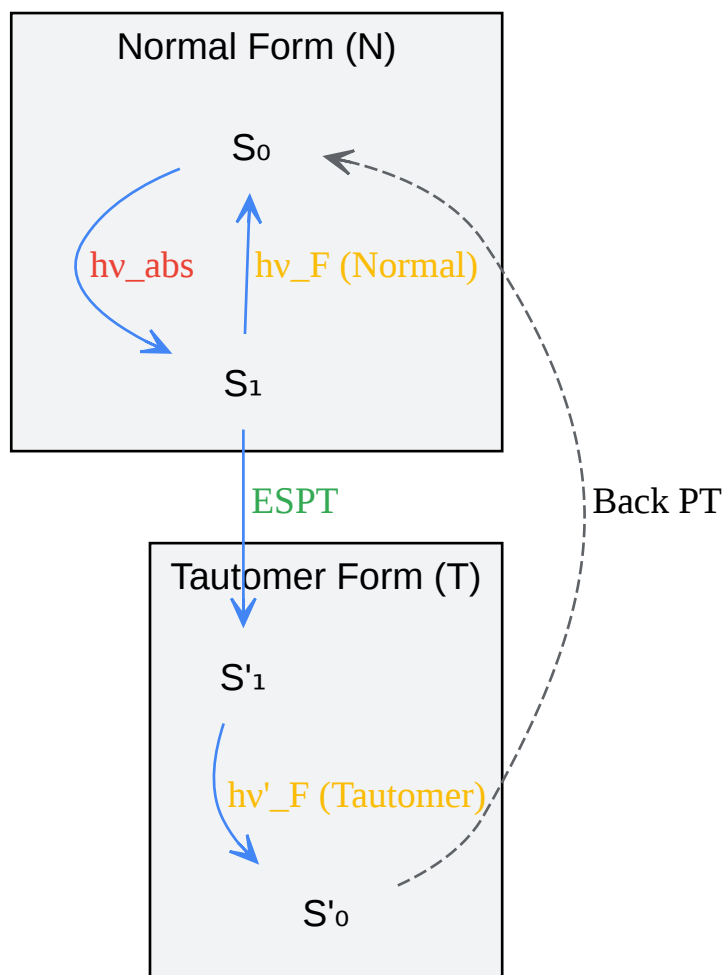 Normal Form (N)
S₀
hν_abs
hν_F (Normal)
S₁
ESPT
Back PT
Tautomer Form (T)
S'₁
hν'_F (Tautomer)
S'₀